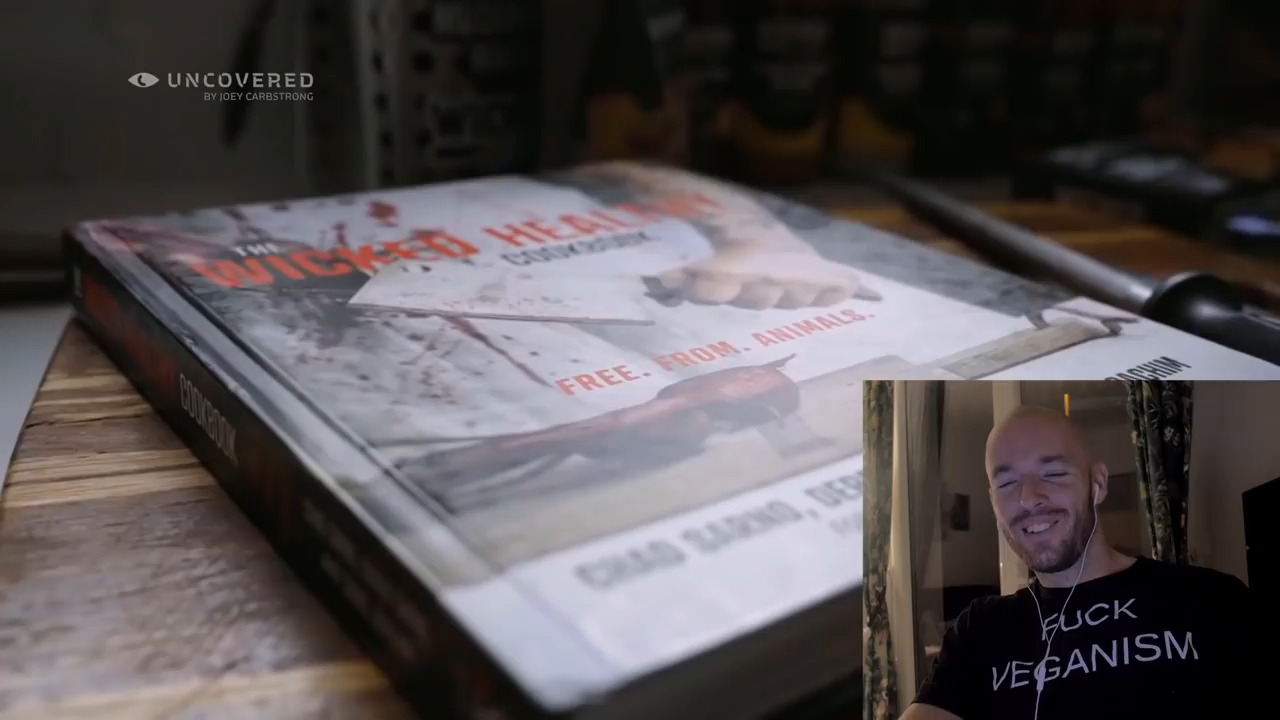 UNCOVERED
BY JOEY CARBSTRONG
THE
WICKED HEALTHY
COOKBOOK
FREE. FROM. ANIMALS.
CHAD SARNO,
COOKBOOK
FUCK
VEGANISM